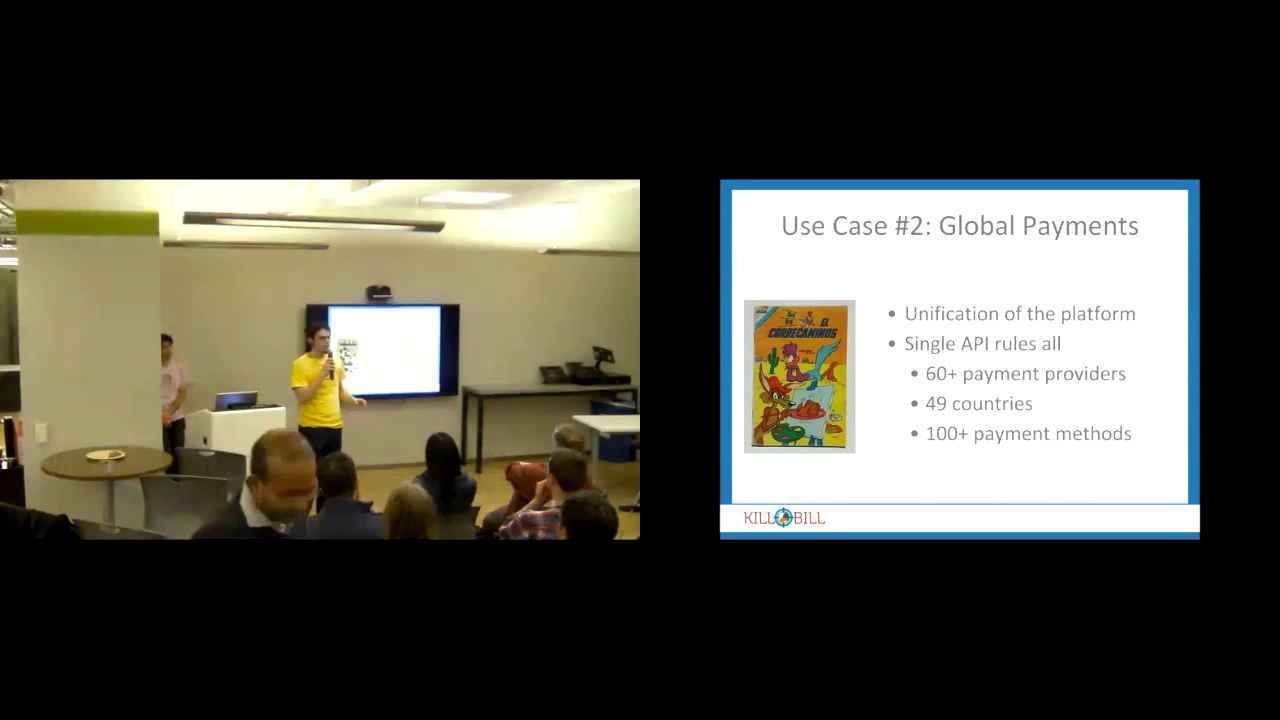 Use Case #2: Global Payments
EL
CORRECAMINOS
• Unification of the platform
• Single API rules all
• 60+ payment providers
• 49 countries
• 100+ payment methods
KILL BILL